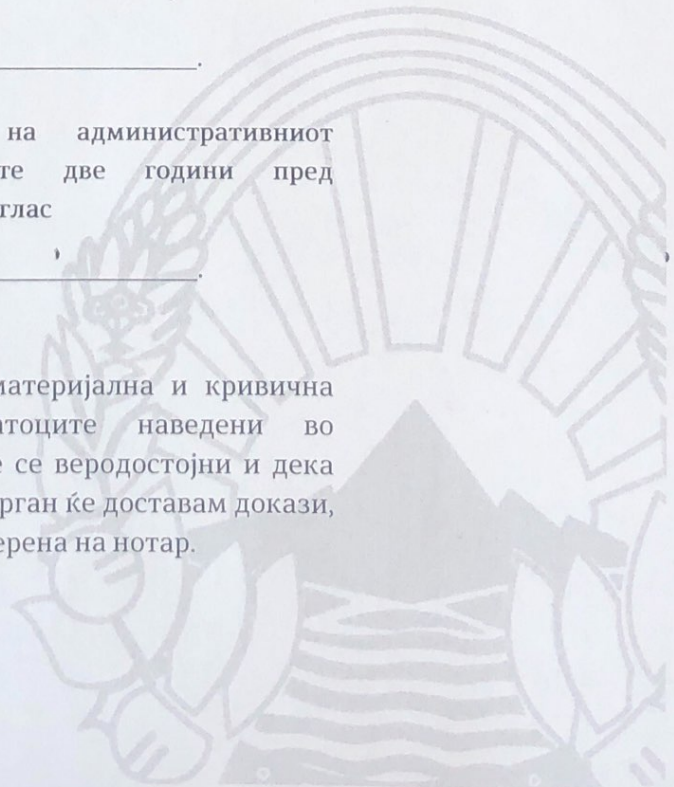 на административниот
те две години пред
глас
материјална и кривична
атоците наведени во
е се веродостојни и дека
рган ќе доставам докази,
ерена на нотар.